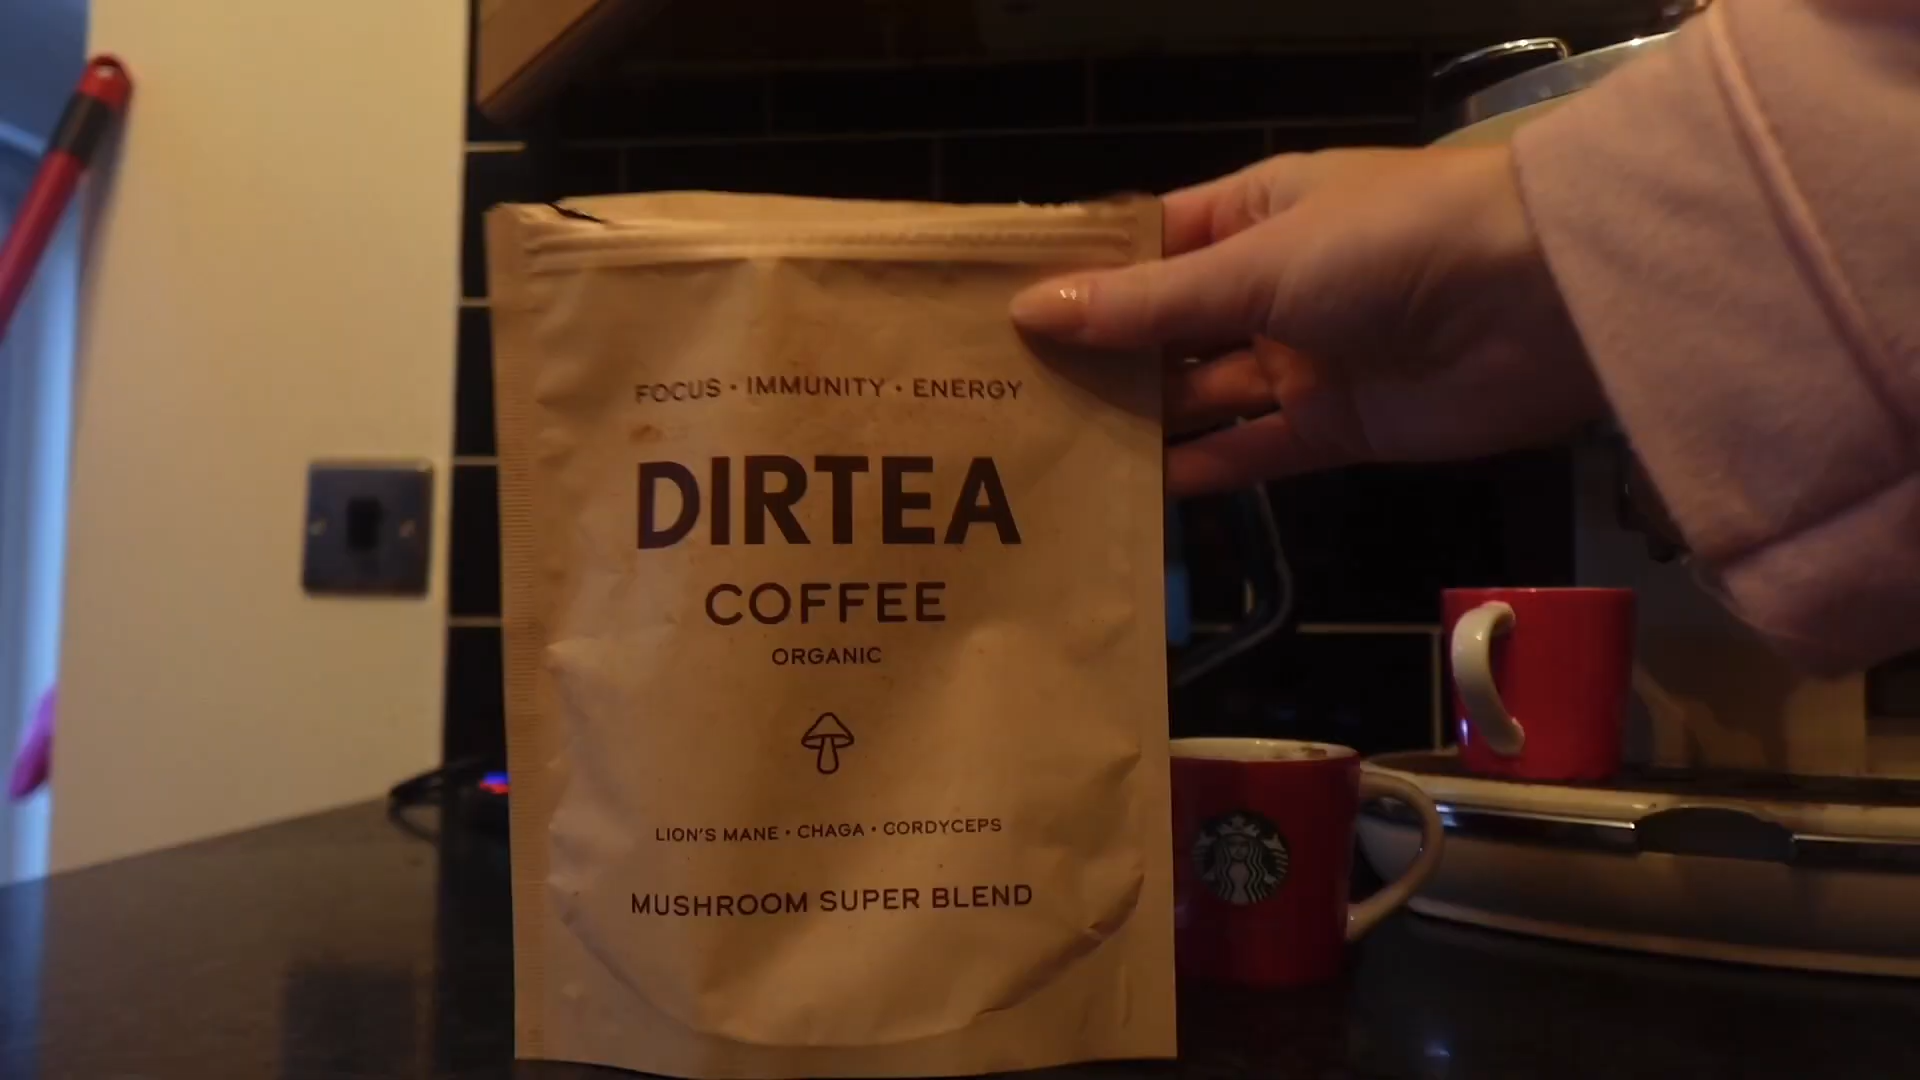 FOCUS • IMMUNITY • ENERGY
DIRTEA
COFFEE
ORGANIC
LION'S MANE • CHAGA • CORDYCEPS
MUSHROOM SUPER BLEND